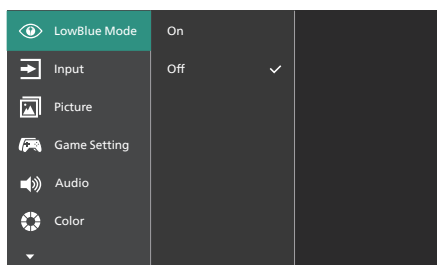 LowBlue Mode
On
Input
Off
Picture
Game Setting
Audio
Color